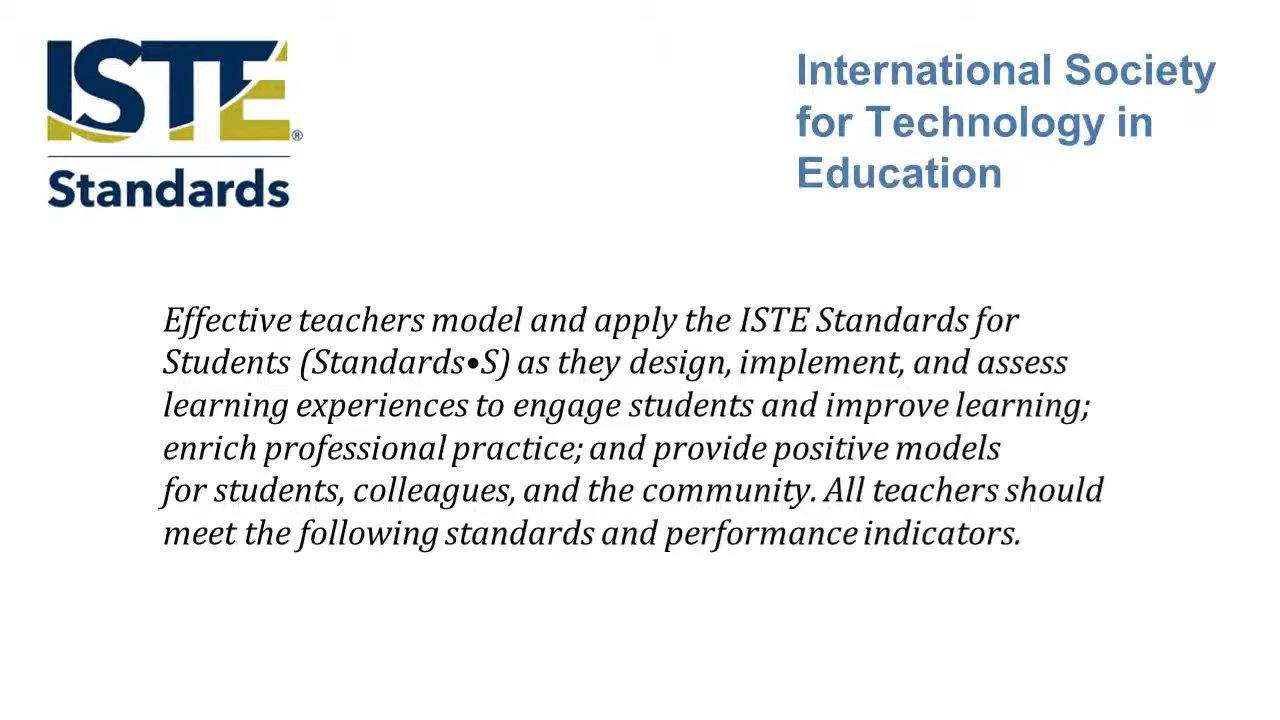 ISTE®
Standards
International Society
for Technology in
Education
Effective teachers model and apply the ISTE Standards for
Students (Standards•S) as they design, implement, and assess
learning experiences to engage students and improve learning;
enrich professional practice; and provide positive models
for students, colleagues, and the community. All teachers should
meet the following standards and performance indicators.